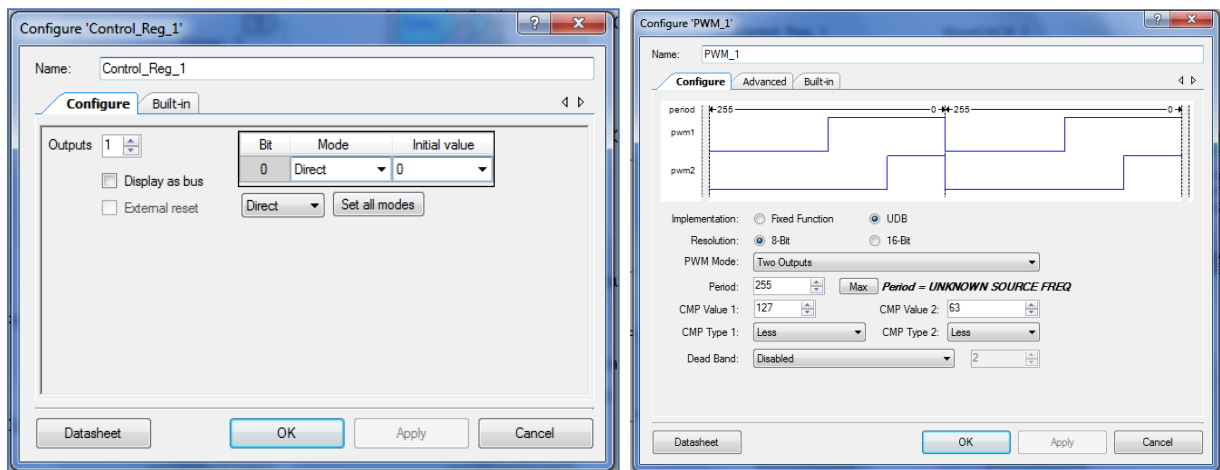 Configure 'Control_Reg_1'
Name: Control_Reg_1
Configure Built-in
Outputs 1
Bit Mode Initial value
0 Direct 0
Display as bus
External reset
Direct Set all modes
Datasheet OK Apply Cancel
Configure 'PWM_1'
Name: PWM_1
Configure Advanced Built-in
period 255 0 255 0
pwm1
pwm2
Implementation: Fixed Function UDB
Resolution: 8-Bit 16-Bit
PWM Mode: Two Outputs
Period: 255 Max Period = UNKNOWN SOURCE FREQ
CMP Value 1: 127 CMP Value 2: 63
CMP Type 1: Less CMP Type 2: Less
Dead Band: Disabled 2
Datasheet OK Apply Cancel